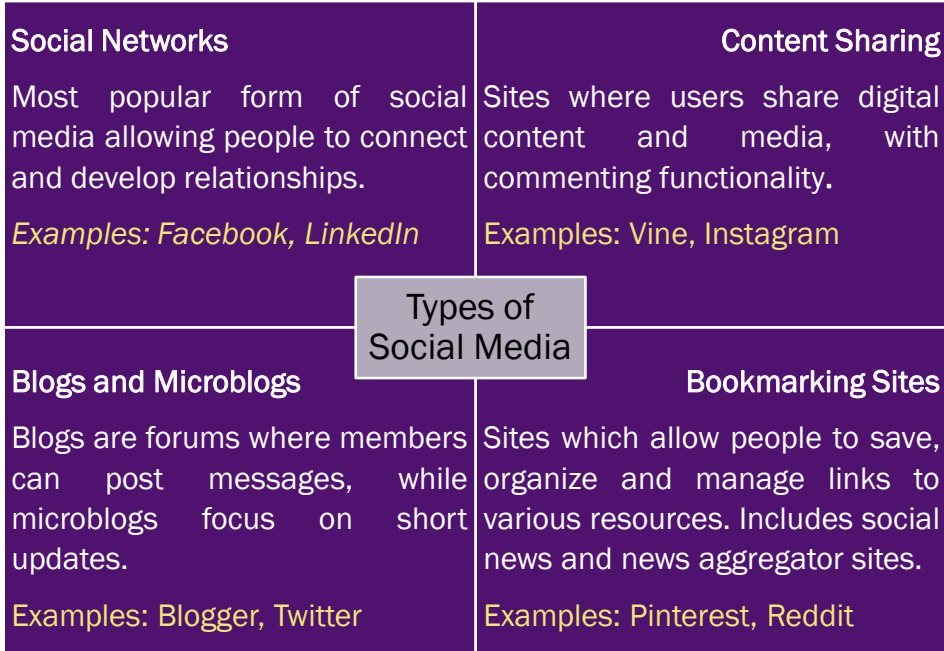 Social Networks
Most popular form of social
media allowing people to connect
and develop relationships.
Examples: Facebook, LinkedIn
Content Sharing
Sites where users share digital
content and media, with
commenting functionality.
Examples: Vine, Instagram
Types of
Social Media
Blogs and Microblogs
Blogs are forums where members
can post messages, while
microblogs focus on short
updates.
Examples: Blogger, Twitter
Bookmarking Sites
Sites which allow people to save,
organize and manage links to
various resources. Includes social
news and news aggregator sites.
Examples: Pinterest, Reddit